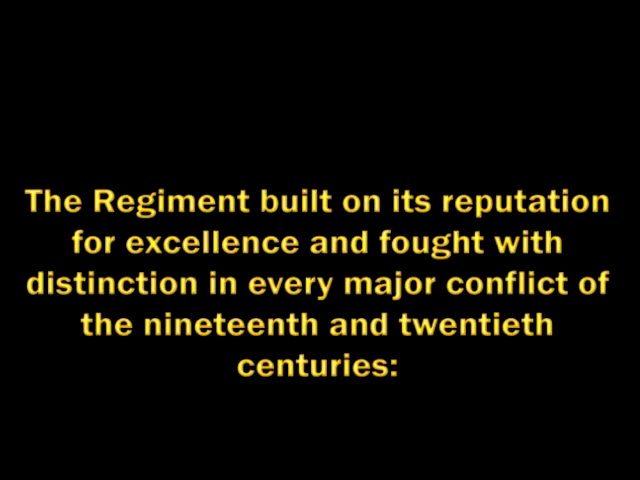 The Regiment built on its reputation
for excellence and fought with
distinction in every major conflict of
the nineteenth and twentieth
centuries: